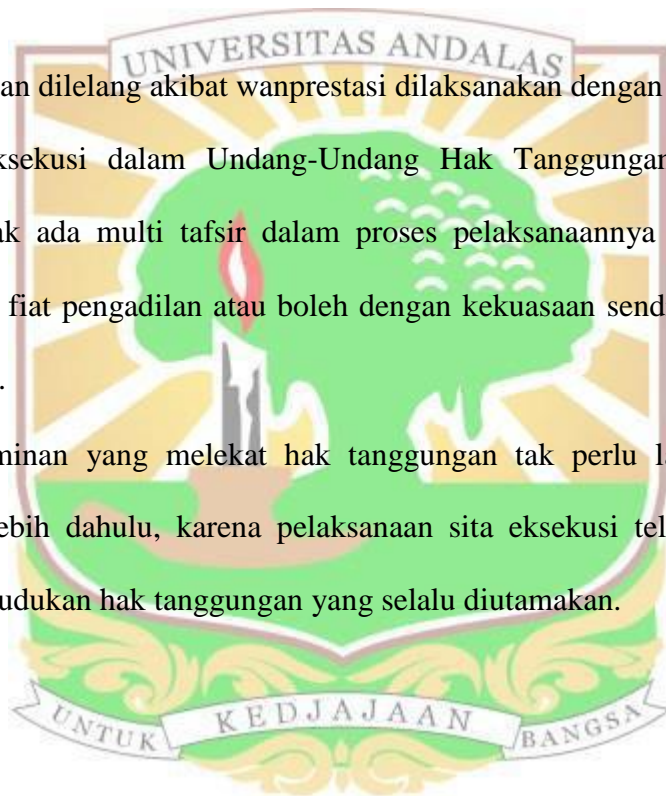 UNIVERSITAS ANDALAS
an dilelang akibat wanprestasi dilaksanakan dengan
ksekusi dalam Undang-Undang Hak Tanggungan
ak ada multi tafsir dalam proses pelaksanaannya
fiat pengadilan atau boleh dengan kekuasaan send
.
minan yang melekat hak tanggungan tak perlu la
ebih dahulu, karena pelaksanaan sita eksekusi tel
udukan hak tanggungan yang selalu diutamakan.
UNTUK KEDJAJAAN BANGSA